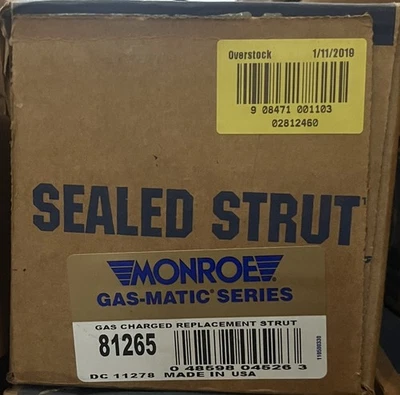 Overstock 1/11/2019
9 08471 001103
02812460
SEALED STRUT
MONROE
GAS-MATIC® SERIES
GAS CHARGED REPLACEMENT STRUT
81265
0 48598 04526 3
DC 11278 MADE IN USA